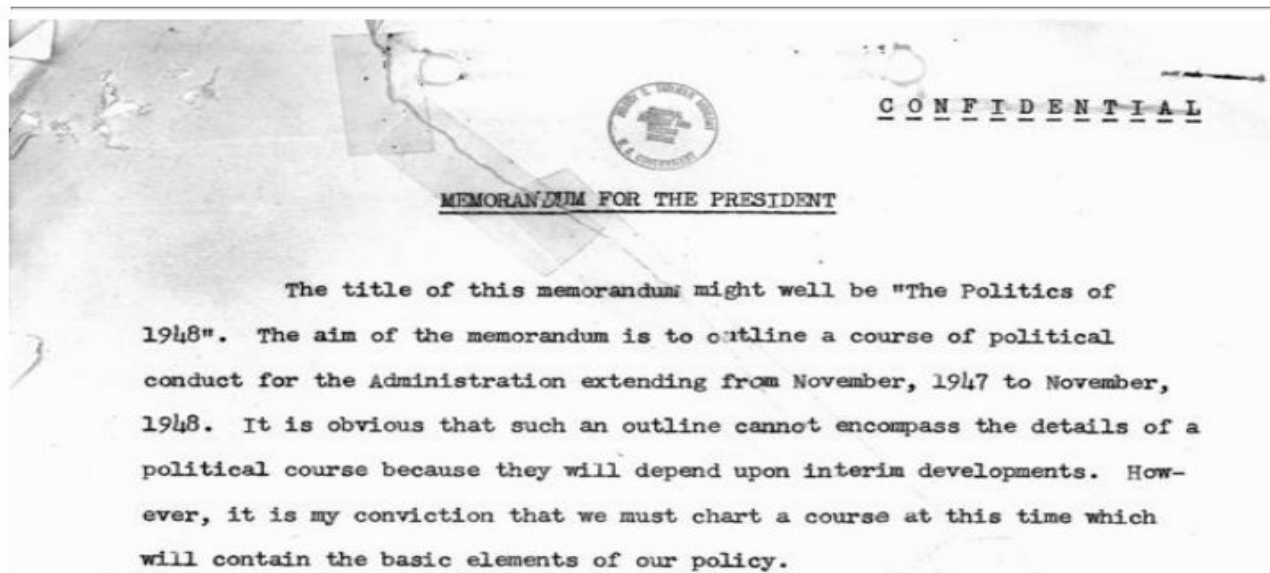 C O N F I D E N T I A L
MEMORANDUM FOR THE PRESIDENT
The title of this memorandum might well be "The Politics of
1948". The aim of the memorandum is to outline a course of political
conduct for the Administration extending from November, 1947 to November,
1948. It is obvious that such an outline cannot encompass the details of a
political course because they will depend upon interim developments. How-
ever, it is my conviction that we must chart a course at this time which
will contain the basic elements of our policy.